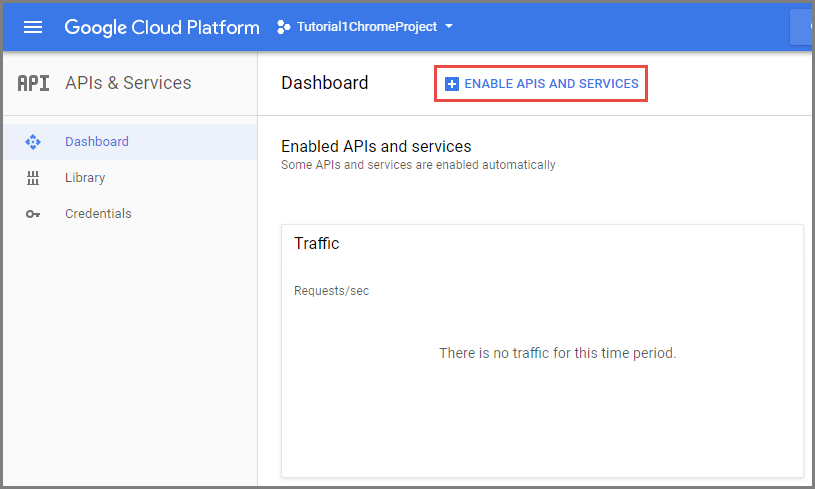 Google Cloud Platform Tutorial1ChromeProject
API APIs & Services
Dashboard ENABLE APIS AND SERVICES
Dashboard
Library
Credentials
Enabled APIs and services
Some APIs and services are enabled automatically
Traffic
Requests/sec
There is no traffic for this time period.